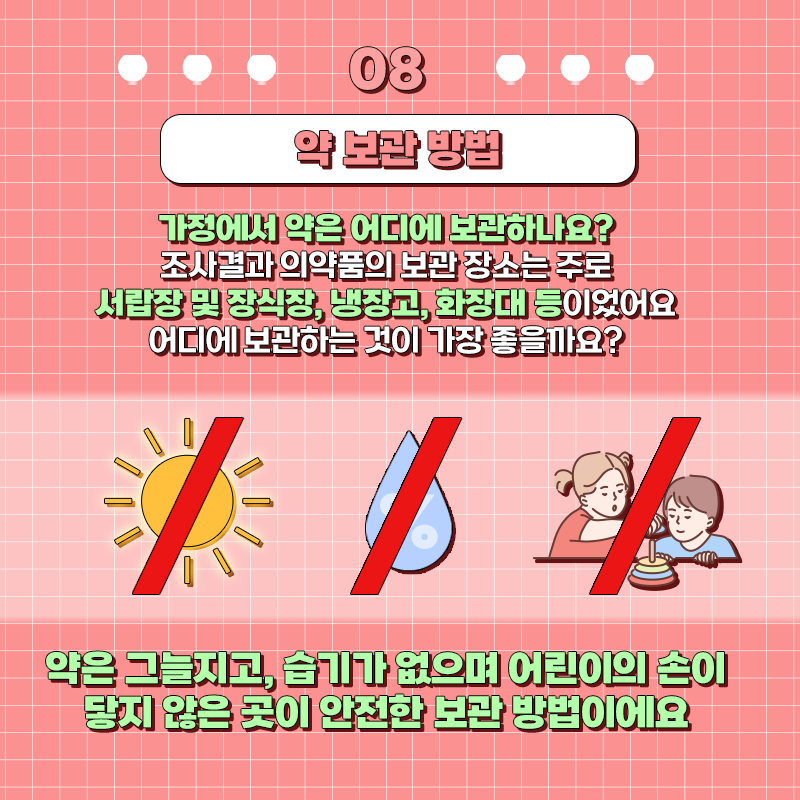 08
약 보관 방법
가정에서 약은 어디에 보관하나요?
조사결과 의약품의 보관 장소는 주로
서랍장 및 장식장, 냉장고, 화장대 등이었어요
어디에 보관하는 것이 가장 좋을까요?
약은 그늘지고, 습기가 없으며 어린이의 손이
닿지 않은 곳이 안전한 보관 방법이에요